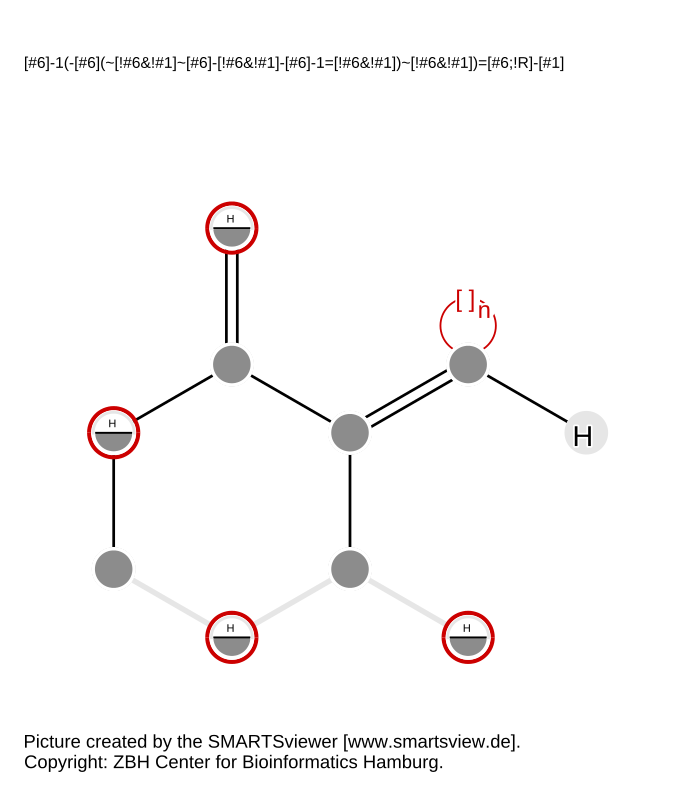 [#6]-1(-[#6](~[!#6&!#1]~[#6]-[!#6&!#1]-[#6]-1=[!#6&!#1])~[!#6&!#1])=[#6;!R]-[#1]
H
[ ]ǹ
H
H
H H
Picture created by the SMARTSviewer [www.smartsview.de].
Copyright: ZBH Center for Bioinformatics Hamburg.